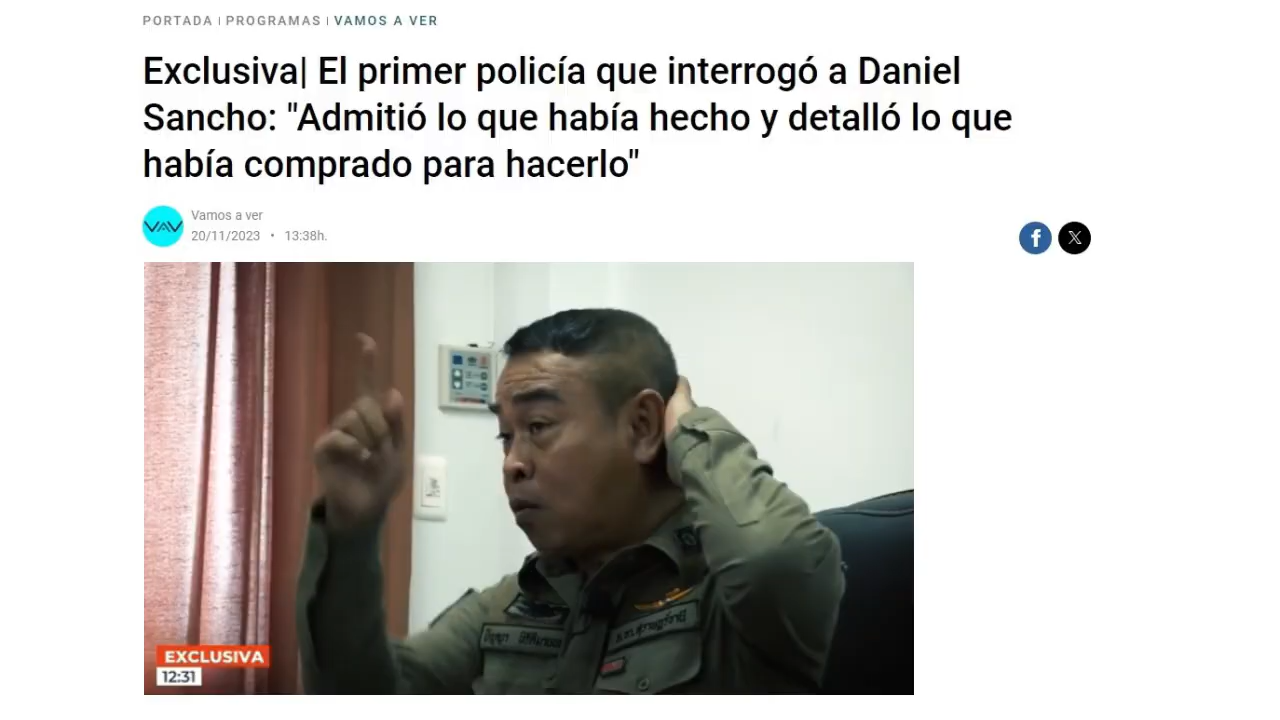 PORTADA | PROGRAMAS | VAMOS A VER
Exclusiva| El primer policía que interrogó a Daniel
Sancho: "Admitió lo que había hecho y detalló lo que
había comprado para hacerlo"
VAV
Vamos a ver
20/11/2023 • 13:38h.
EXCLUSIVA
12:31